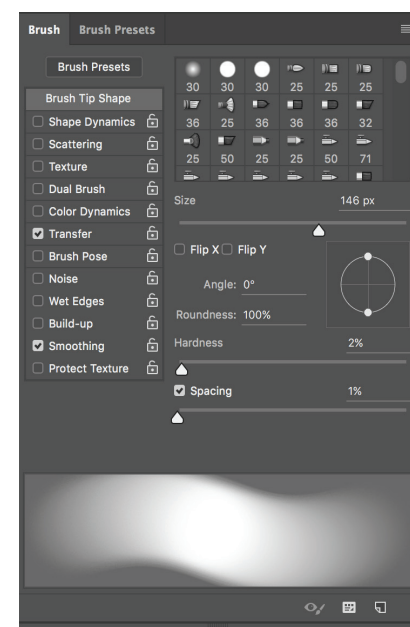 Brush Brush Presets
Brush Presets
Brush Tip Shape
Shape Dynamics
Scattering
Texture
Dual Brush
Color Dynamics
Transfer
Brush Pose
Noise
Wet Edges
Build-up
Smoothing
Protect Texture
30 30 30 25 25 25
36 25 36 36 36 32
25 50 25 25 50 71
Size 146 px
Flip X Flip Y
Angle: 0°
Roundness: 100%
Hardness 2%
Spacing 1%